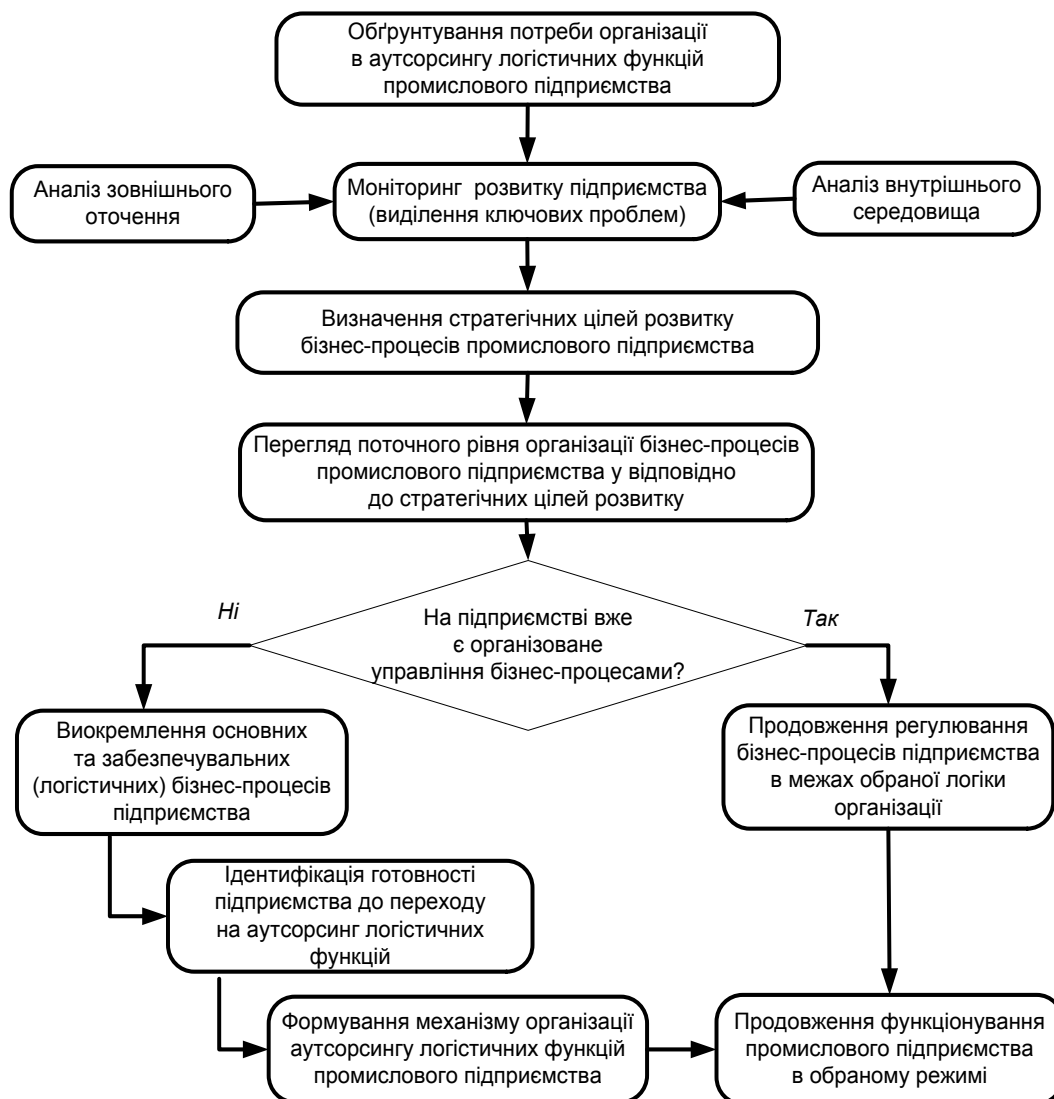 Обґрунтування потреби організації
в аутсорсингу логістичних функцій
промислового підприємства
Аналіз зовнішнього
оточення
Моніторинг розвитку підприємства
(виділення ключових проблем)
Аналіз внутрішнього
середовища
Визначення стратегічних цілей розвитку
бізнес-процесів промислового підприємства
Перегляд поточного рівня організації бізнес-процесів
промислового підприємства у відповідно
до стратегічних цілей розвитку
Ні
На підприємстві вже
є організоване
управління бізнес-процесами?
Так
Виокремлення основних
та забезпечувальних
(логістичних) бізнес-процесів
підприємства
Продовження регулювання
бізнес-процесів підприємства
в межах обраної логіки
організації
Ідентифікація готовності
підприємства до переходу
на аутсорсинг логістичних
функцій
Формування механізму організації
аутсорсингу логістичних функцій
промислового підприємства
Продовження функціонування
промислового підприємства
в обраному режимі